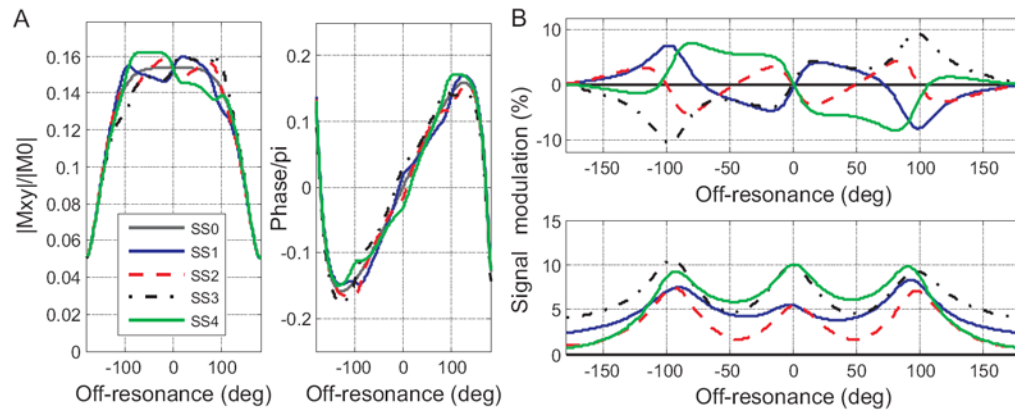 A
|Mxy|/|M0|
0.16
0.14
0.12
0.1
0.08
0.06
0.04
0.02
0
-100 0 100
Off-resonance (deg)
SS0
SS1
SS2
SS3
SS4
Phase/pi
0.2
0.1
0
-0.1
-0.2
-100 0 100
Off-resonance (deg)
B
Signal modulation (%)
10
0
-10
-150 -100 -50 0 50 100 150
Off-resonance (deg)
15
10
5
0
-150 -100 -50 0 50 100 150
Off-resonance (deg)